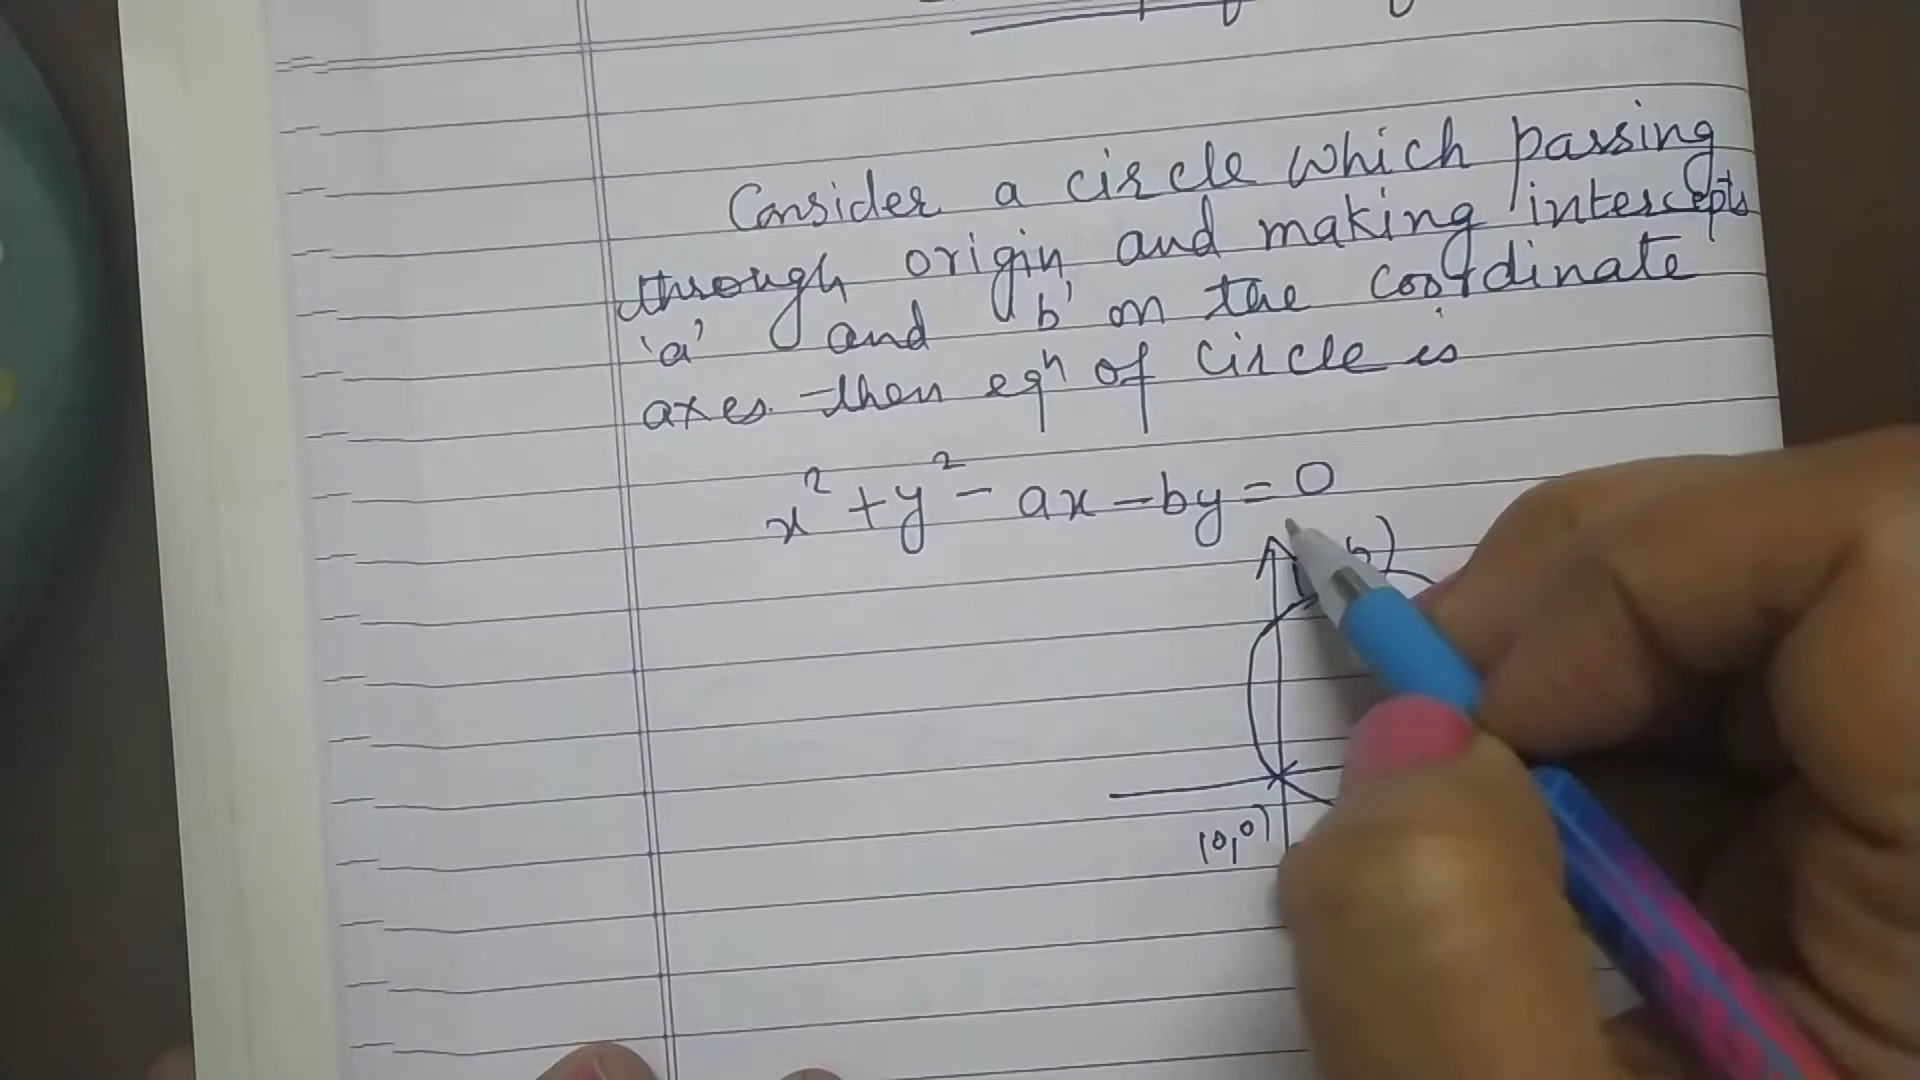 Consider a circle which passing
through origin and making intercepts
'a' and 'b' on the coordinate
axes then eqⁿ of circle is
x² + y² - ax - by = 0
b)
(0,0)